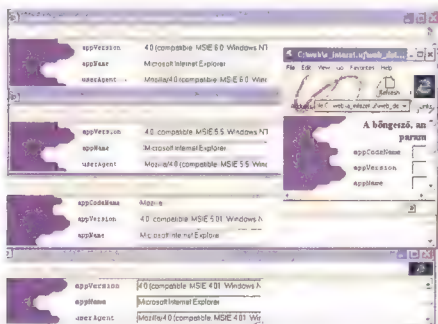 appVersion 4.0 (compatible; MSIE 6.0; Windows NT
appName Microsoft Internet Explorer
userAgent Mozilla/4.0 (compatible; MSIE 6.0; Win
appVersion 4.0 (compatible; MSIE 5.5; Windows NT
appName Microsoft Internet Explorer
userAgent Mozilla/4.0 (compatible; MSIE 5.5; Wind
appCodeName Mozilla
appVersion 4.0 (compatible; MSIE 5.01; Windows N
appName Microsoft Internet Explorer
appVersion 4.0 (compatible; MSIE 4.01; Windows N
appName Microsoft Internet Explorer
userAgent Mozilla/4.0 (compatible; MSIE 4.01; Wi
File Edit View Favorites Help
Refresh
A böngésző, an
param
appCodeName
appVersion
appName